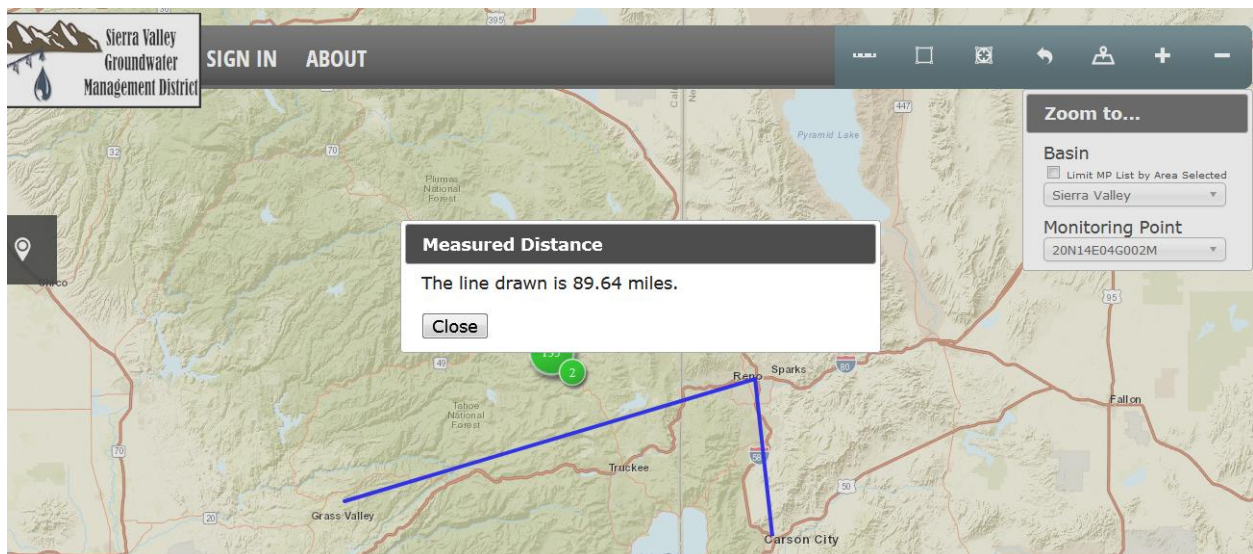 395
Sierra Valley
Groundwater
Management District
SIGN IN
ABOUT
Zoom to...
Basin
Limit MP List by Area Selected
Sierra Valley
Monitoring Point
20N14E04G002M
447
Pyramid Lake
32
70
Plumas
National
Forest
Measured Distance
The line drawn is 89.64 miles.
Close
95
49
2
Reno
Sparks
80
Tahoe
National
Forest
Fallon
70
Truckee
50
20
Grass Valley
Carson City